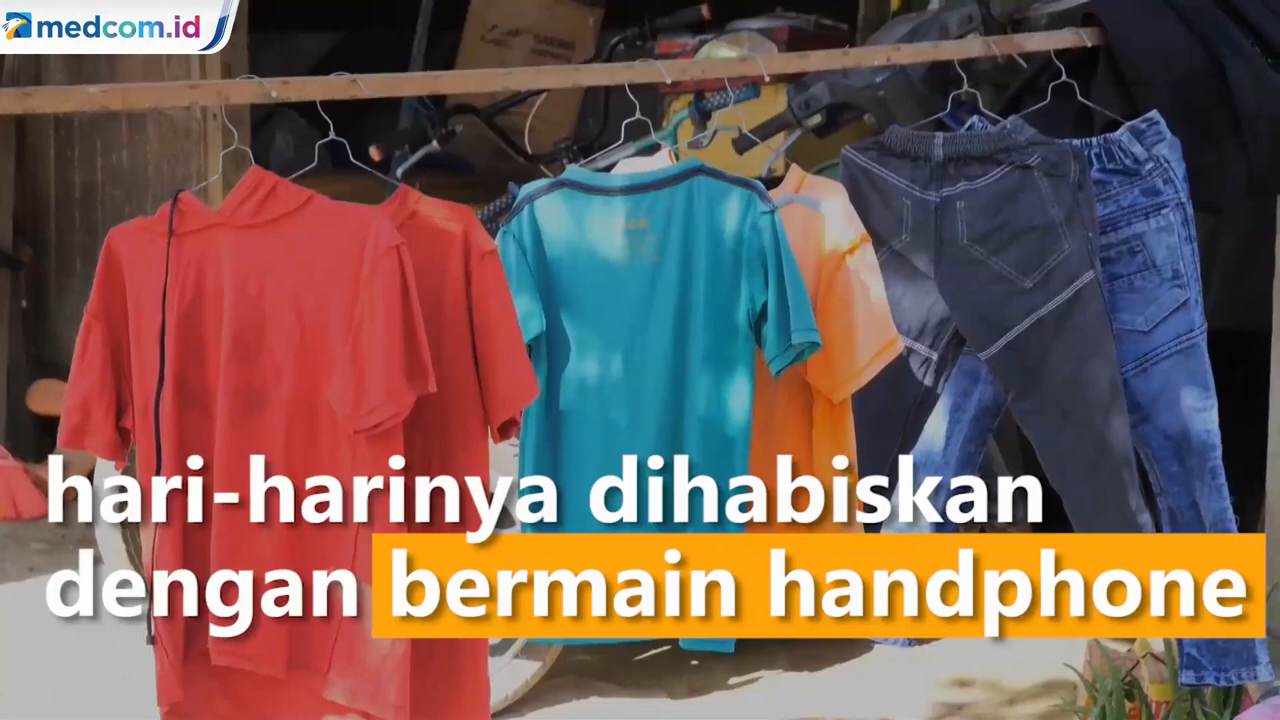 medcom.id
hari-harinya dihabiskan
dengan bermain handphone